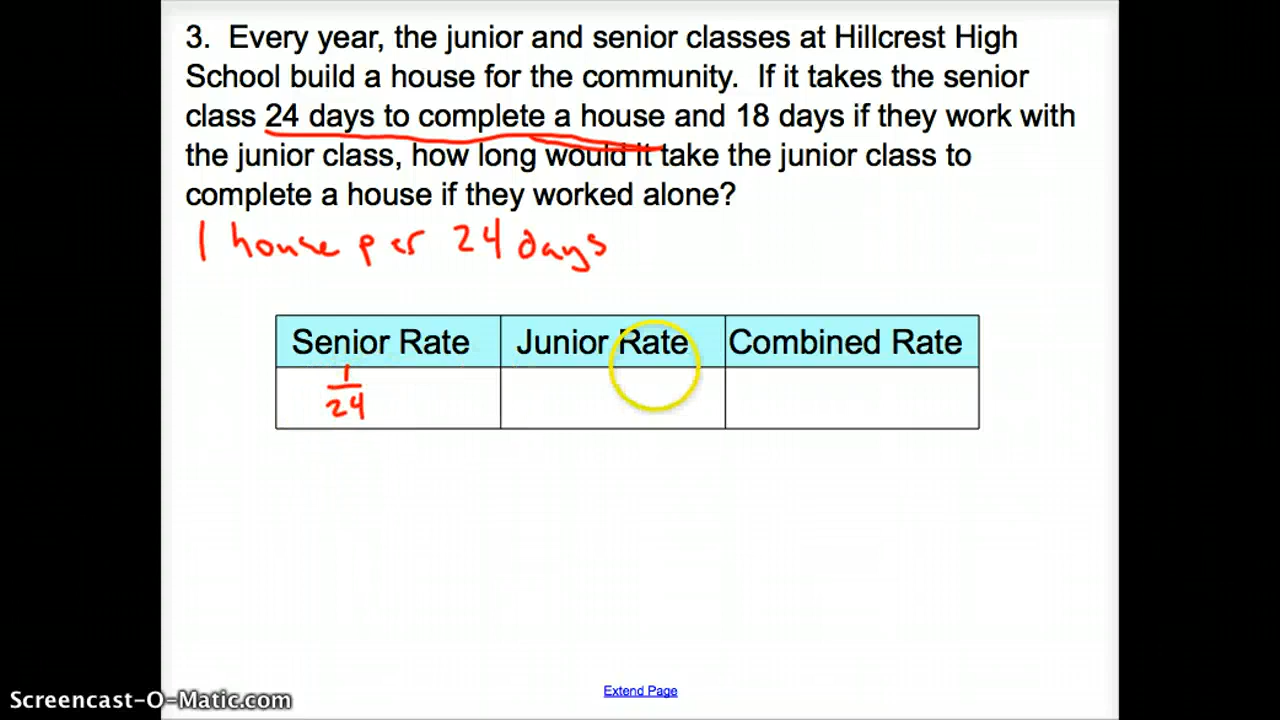 3. Every year, the junior and senior classes at Hillcrest High
School build a house for the community. If it takes the senior
class 24 days to complete a house and 18 days if they work with
the junior class, how long would it take the junior class to
complete a house if they worked alone?
1 house per 24 days
Senior Rate Junior Rate Combined Rate
1
24
Extend Page
Screencast-O-Matic.com